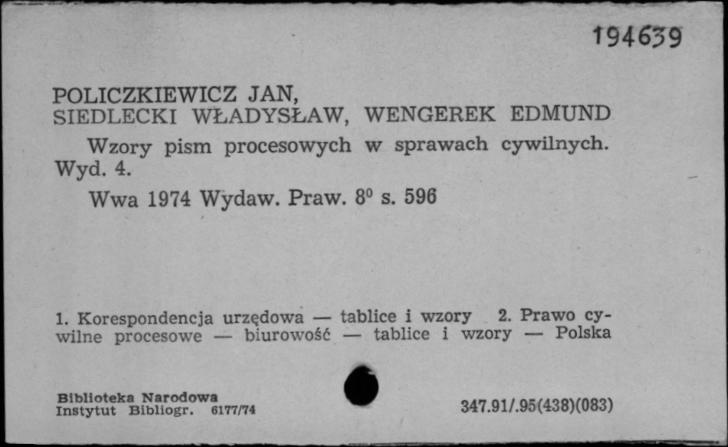 194639
POLICZKIEWICZ JAN,
SIEDLECKI WŁADYSŁAW, WENGEREK EDMUND
Wzory pism procesowych w sprawach cywilnych.
Wyd. 4.
Wwa 1974 Wydaw. Praw. 8⁰ s. 596
1. Korespondencja urzędowa — tablice i wzory 2. Prawo cy-
wilne procesowe — biurowość — tablice i wzory — Polska
Biblioteka Narodowa
Instytut Bibliogr. 6177/74
347.91/.95(438)(083)